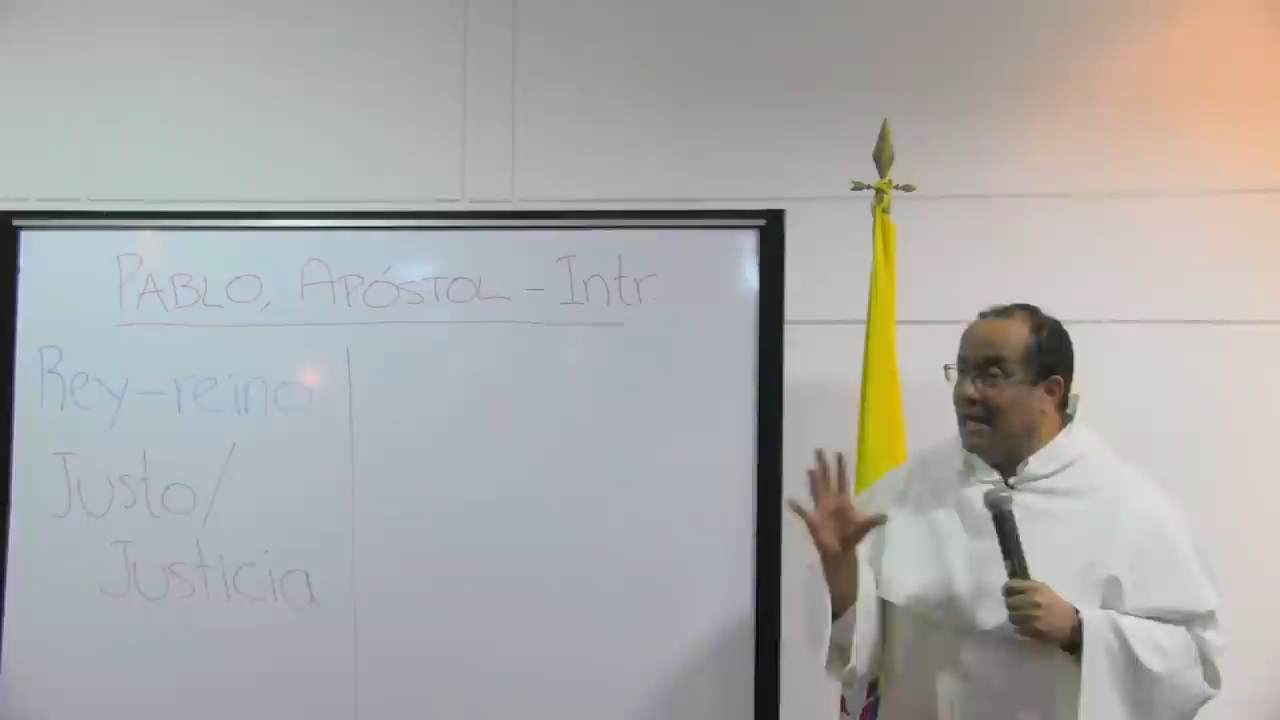 PABLO, APÓSTOL - Intr.
Rey-reino
Justo/
Justicia